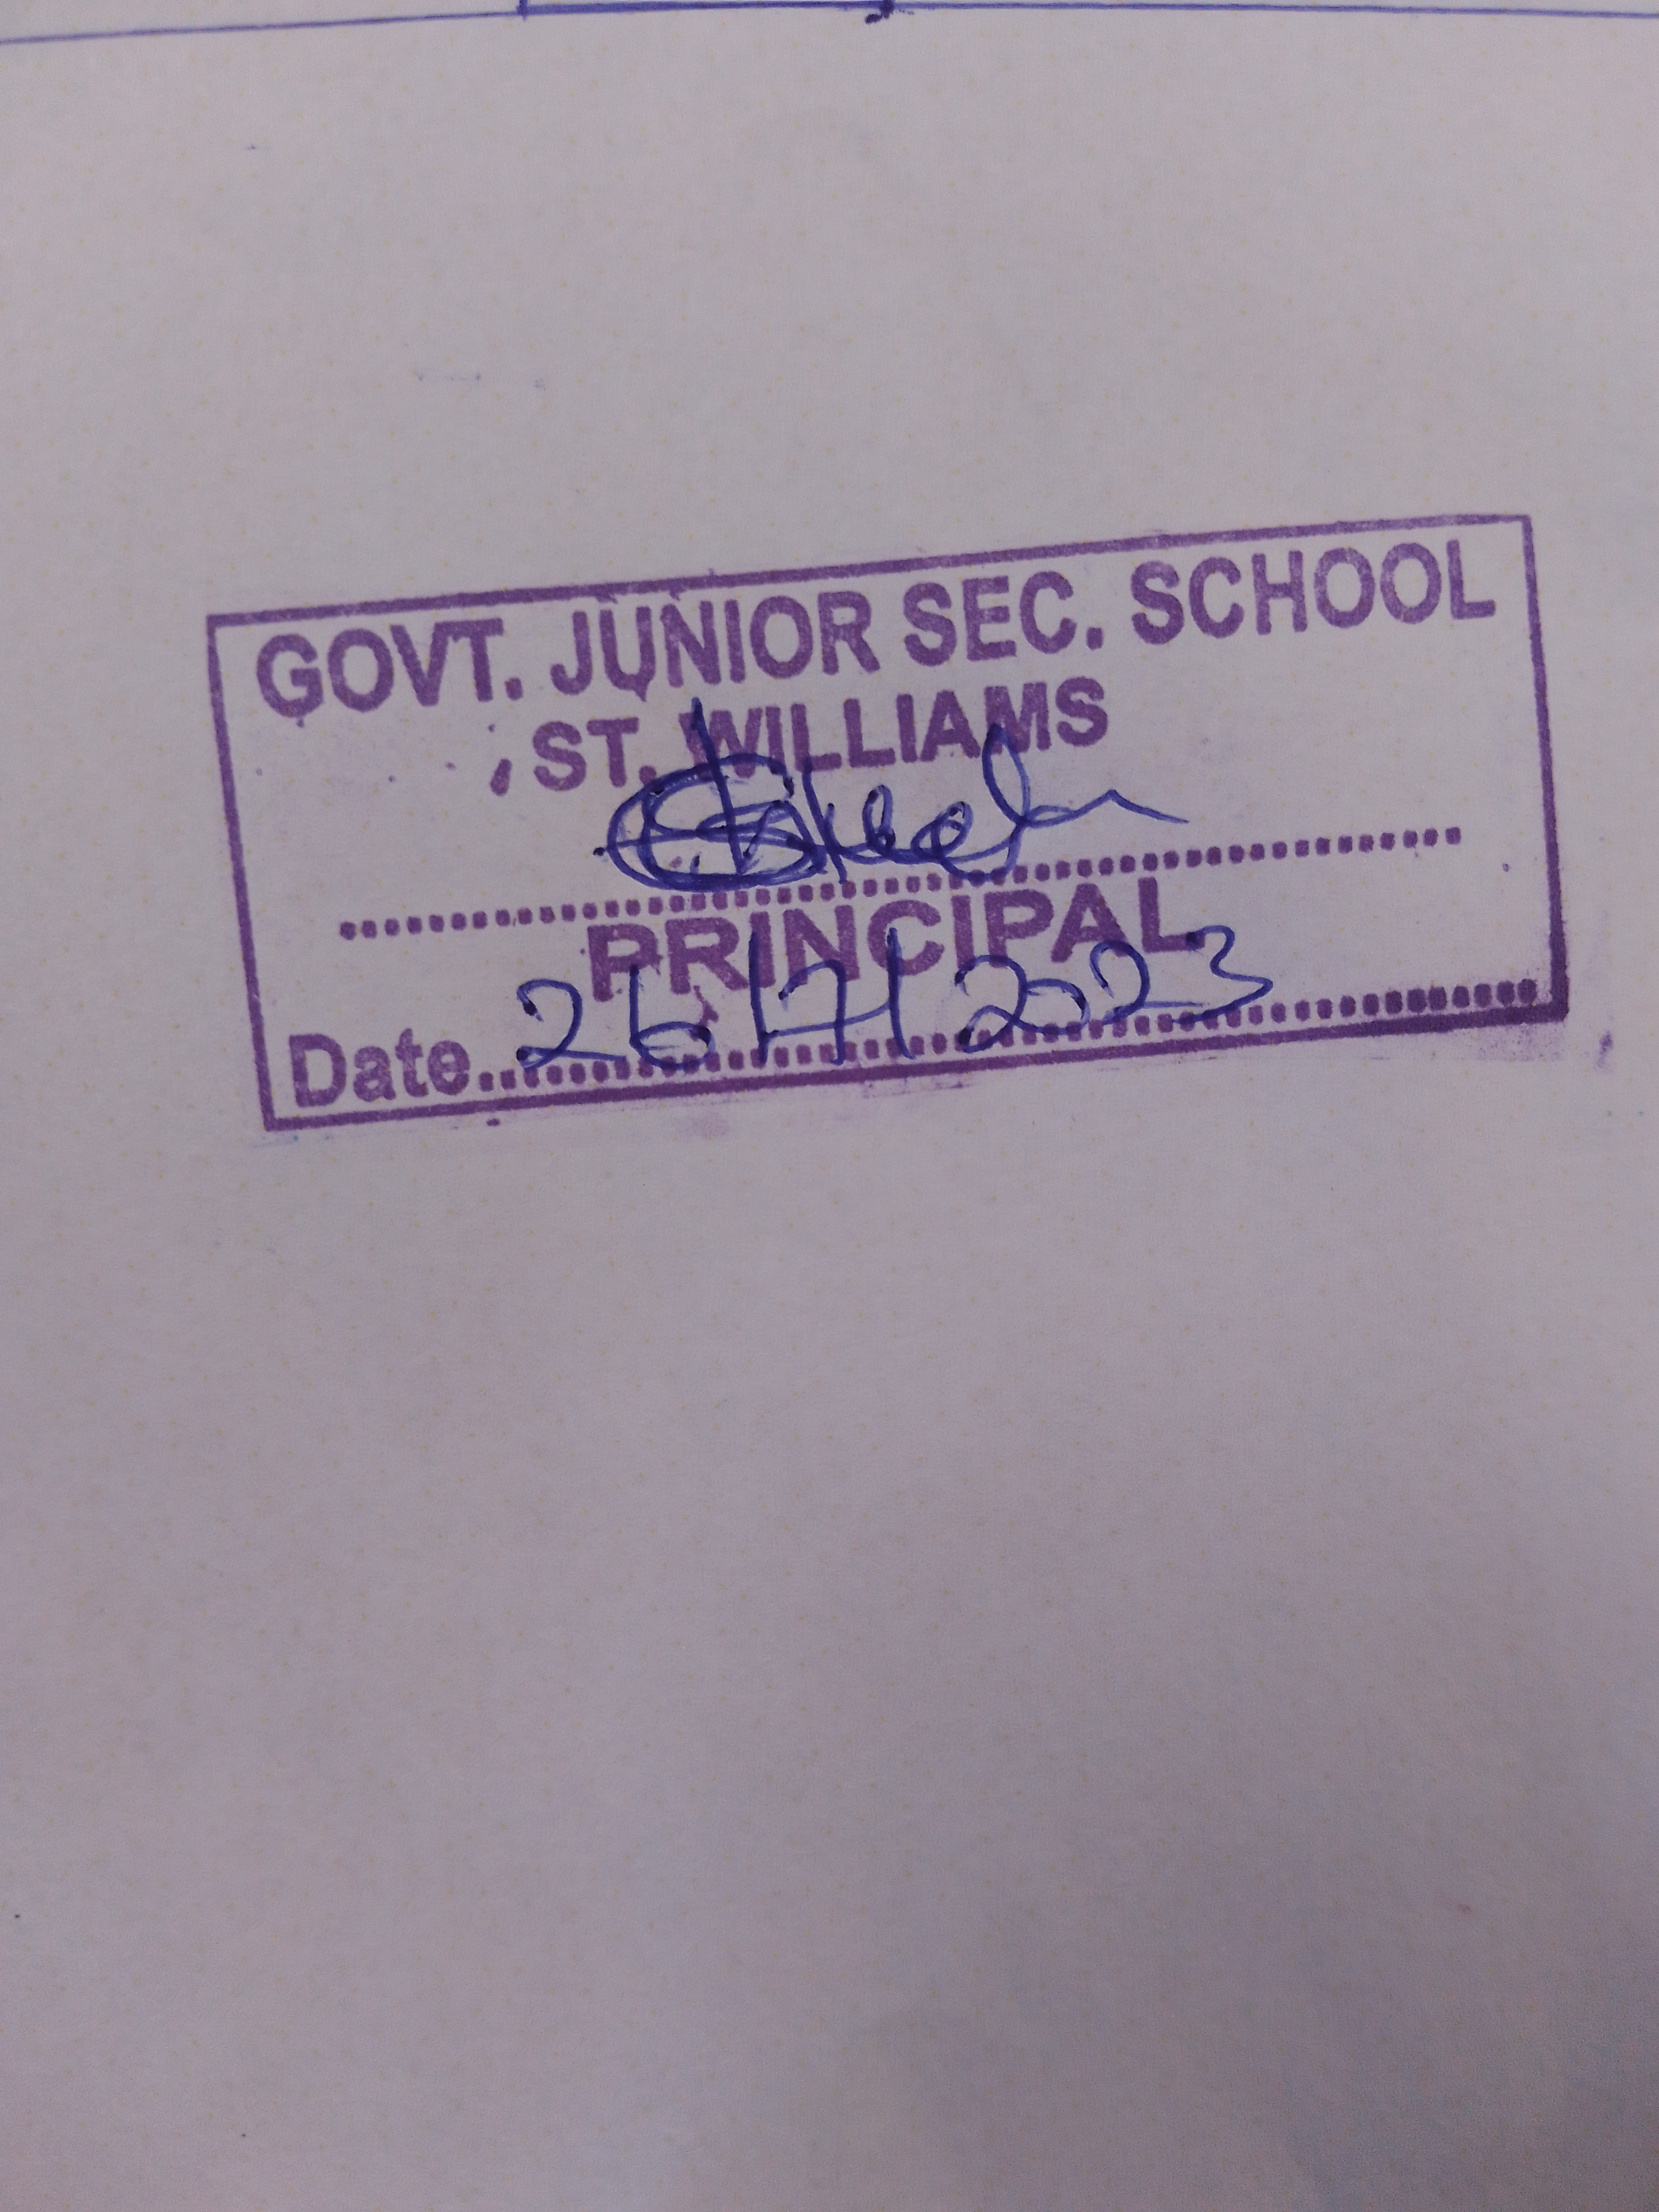 GOVT. JUNIOR SEC. SCHOOL
, ST. WILLIAMS
PRINCIPAL
Date 26/7/2023